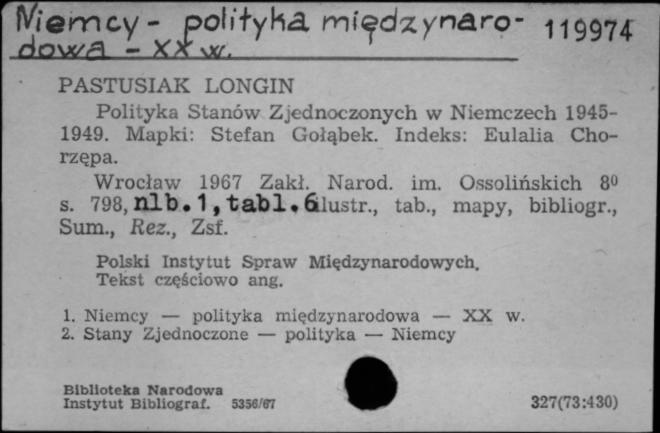 Niemcy - polityka międzynaro-
dowa - XX w.
119974
PASTUSIAK LONGIN
Polityka Stanów Zjednoczonych w Niemczech 1945-
1949. Mapki: Stefan Gołąbek. Indeks: Eulalia Cho-
rzępa.
Wrocław 1967 Zakł. Narod. im. Ossolińskich 8⁰
s. 798, nlb. 1, tabl. 6 ilustr., tab., mapy, bibliogr.,
Sum., Rez., Zsf.
Polski Instytut Spraw Międzynarodowych.
Tekst częściowo ang.
1. Niemcy — polityka międzynarodowa — XX w.
2. Stany Zjednoczone — polityka — Niemcy
Biblioteka Narodowa
Instytut Bibliograf. 5356/67
327(73:430)